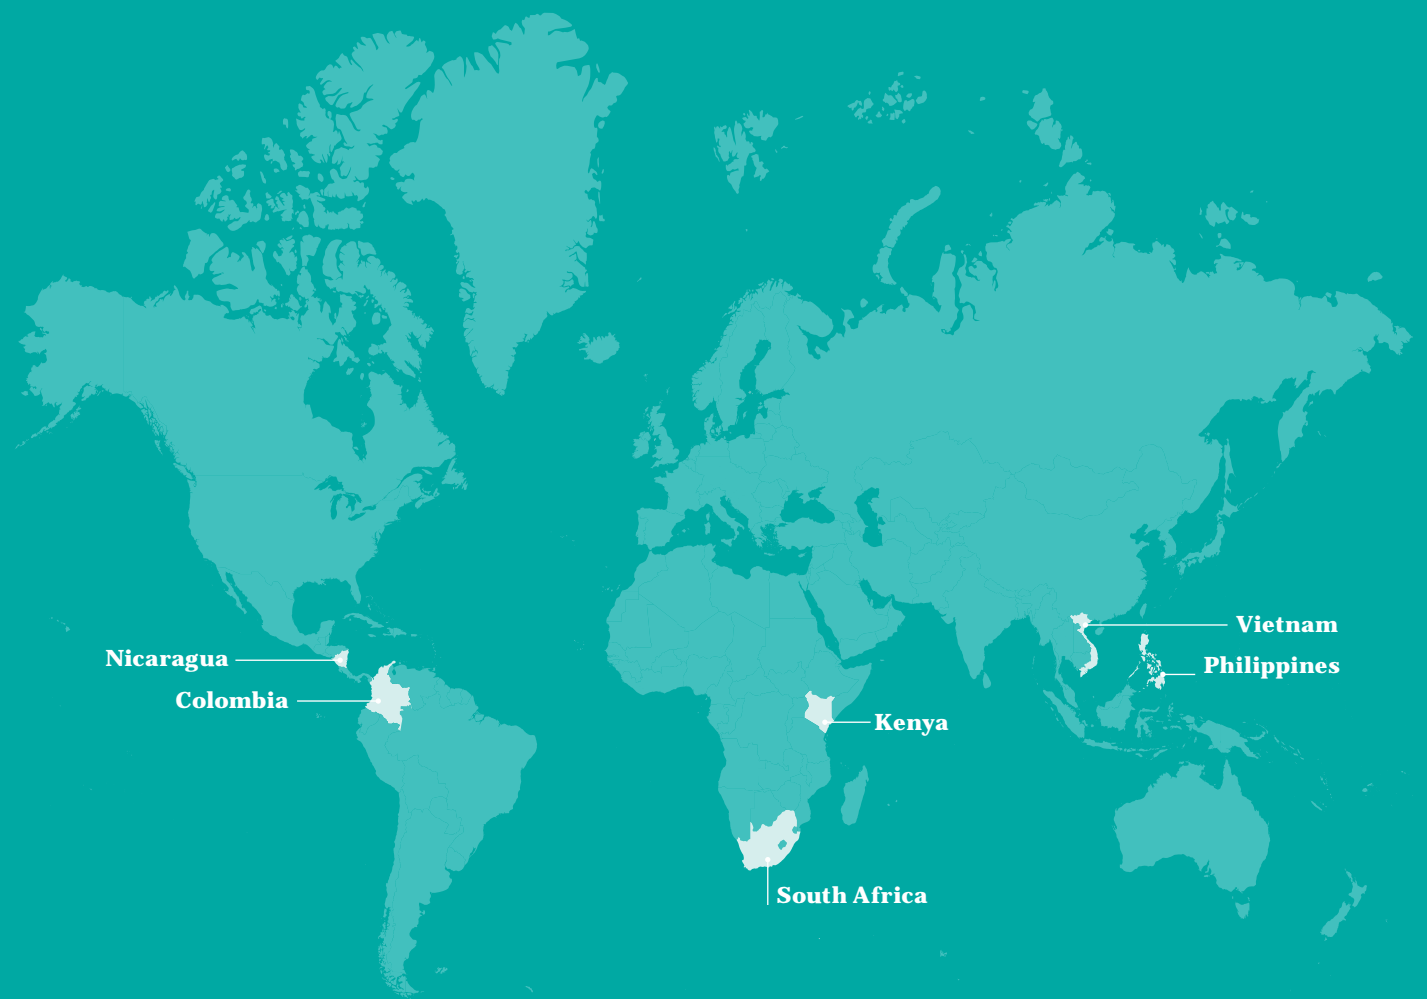 Vietnam
Nicaragua
Philippines
Colombia
Kenya
South Africa